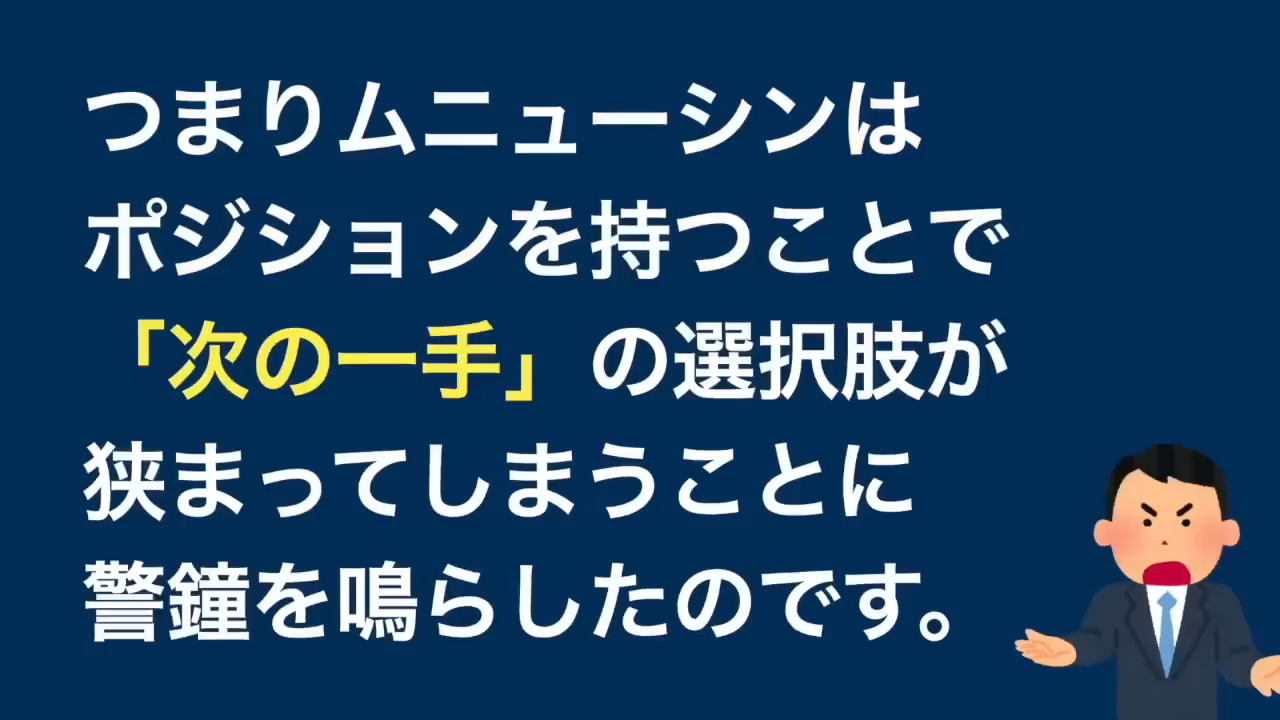 つまりムニューシンは
ポジションを持つことで
「次の一手」の選択肢が
狭まってしまうことに
警鐘を鳴らしたのです。